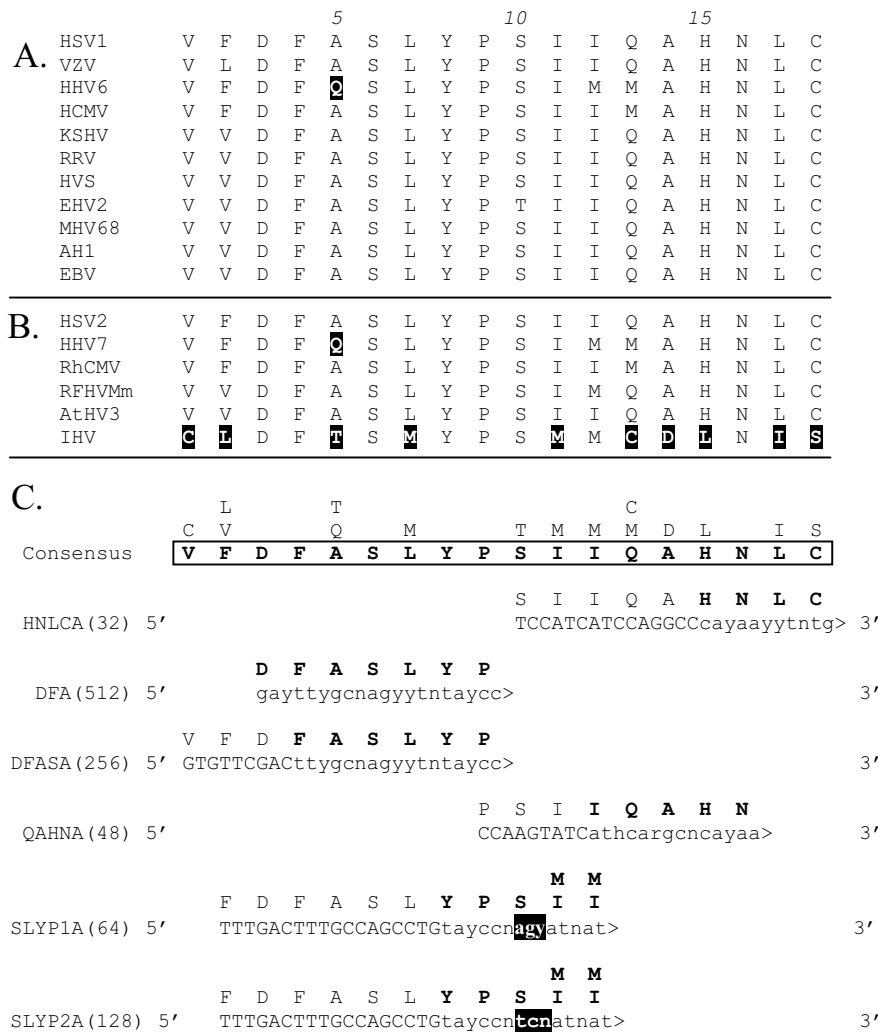 5 10 15
A.
HSV1 V F D F A S L Y P S I I Q A H N L C
VZV V L D F A S L Y P S I I Q A H N L C
HHV6 V F D F Q S L Y P S I M M A H N L C
HCMV V F D F A S L Y P S I I M A H N L C
KSHV V V D F A S L Y P S I I Q A H N L C
RRV V V D F A S L Y P S I I Q A H N L C
HVS V V D F A S L Y P S I I Q A H N L C
EHV2 V V D F A S L Y P T I I Q A H N L C
MHV68 V V D F A S L Y P S I I Q A H N L C
AH1 V V D F A S L Y P S I I Q A H N L C
EBV V V D F A S L Y P S I I Q A H N L C
B.
HSV2 V F D F A S L Y P S I I Q A H N L C
HHV7 V F D F Q S L Y P S I M M A H N L C
RhCMV V F D F A S L Y P S I I M A H N L C
RFHVMm V V D F A S L Y P S I M Q A H N L C
AtHV3 V V D F A S L Y P S I I Q A H N L C
IHV C L D F T S M Y P S M M C D L N I S
C.
L T C
C V Q M T M M M D L I S
Consensus V F D F A S L Y P S I I Q A H N L C
S I I Q A H N L C
HNLCA(32) 5′ TCCATCATCCAGGCCcayaayytntg> 3′
D F A S L Y P
DFA(512) 5′ gayttygcnagyytntaycc> 3′
V F D F A S L Y P
DFASA(256) 5′ GTGTTCGACttygcnagyytntaycc> 3′
P S I I Q A H N
QAHNA(48) 5′ CCAAGTATCathcargcncayaa> 3′
M M
F D F A S L Y P S I I
SLYP1A(64) 5′ TTTGACTTTGCCAGCCTGtayccnagyatnat> 3′
M M
F D F A S L Y P S I I
SLYP2A(128) 5′ TTTGACTTTGCCAGCCTGtayccntcnatnat> 3′